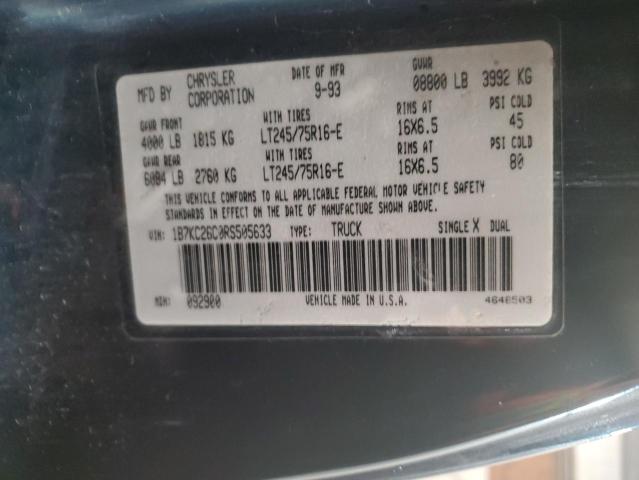 MFD BY CHRYSLER CORPORATION DATE OF MFR 9-93 GVWR 08800 LB 3992 KG
GAWR FRONT WITH TIRES RIMS AT PSI COLD
4000 LB 1815 KG LT245/75R16-E 16X6.5 45
GAWR REAR WITH TIRES RIMS AT PSI COLD
6084 LB 2760 KG LT245/75R16-E 16X6.5 80
THIS VEHICLE CONFORMS TO ALL APPLICABLE FEDERAL MOTOR VEHICLE SAFETY
STANDARDS IN EFFECT ON THE DATE OF MANUFACTURE SHOWN ABOVE.
VIN: 1B7KC26C0RS505633 TYPE: TRUCK SINGLE X DUAL
MDH: 092900 VEHICLE MADE IN U.S.A. 4648503